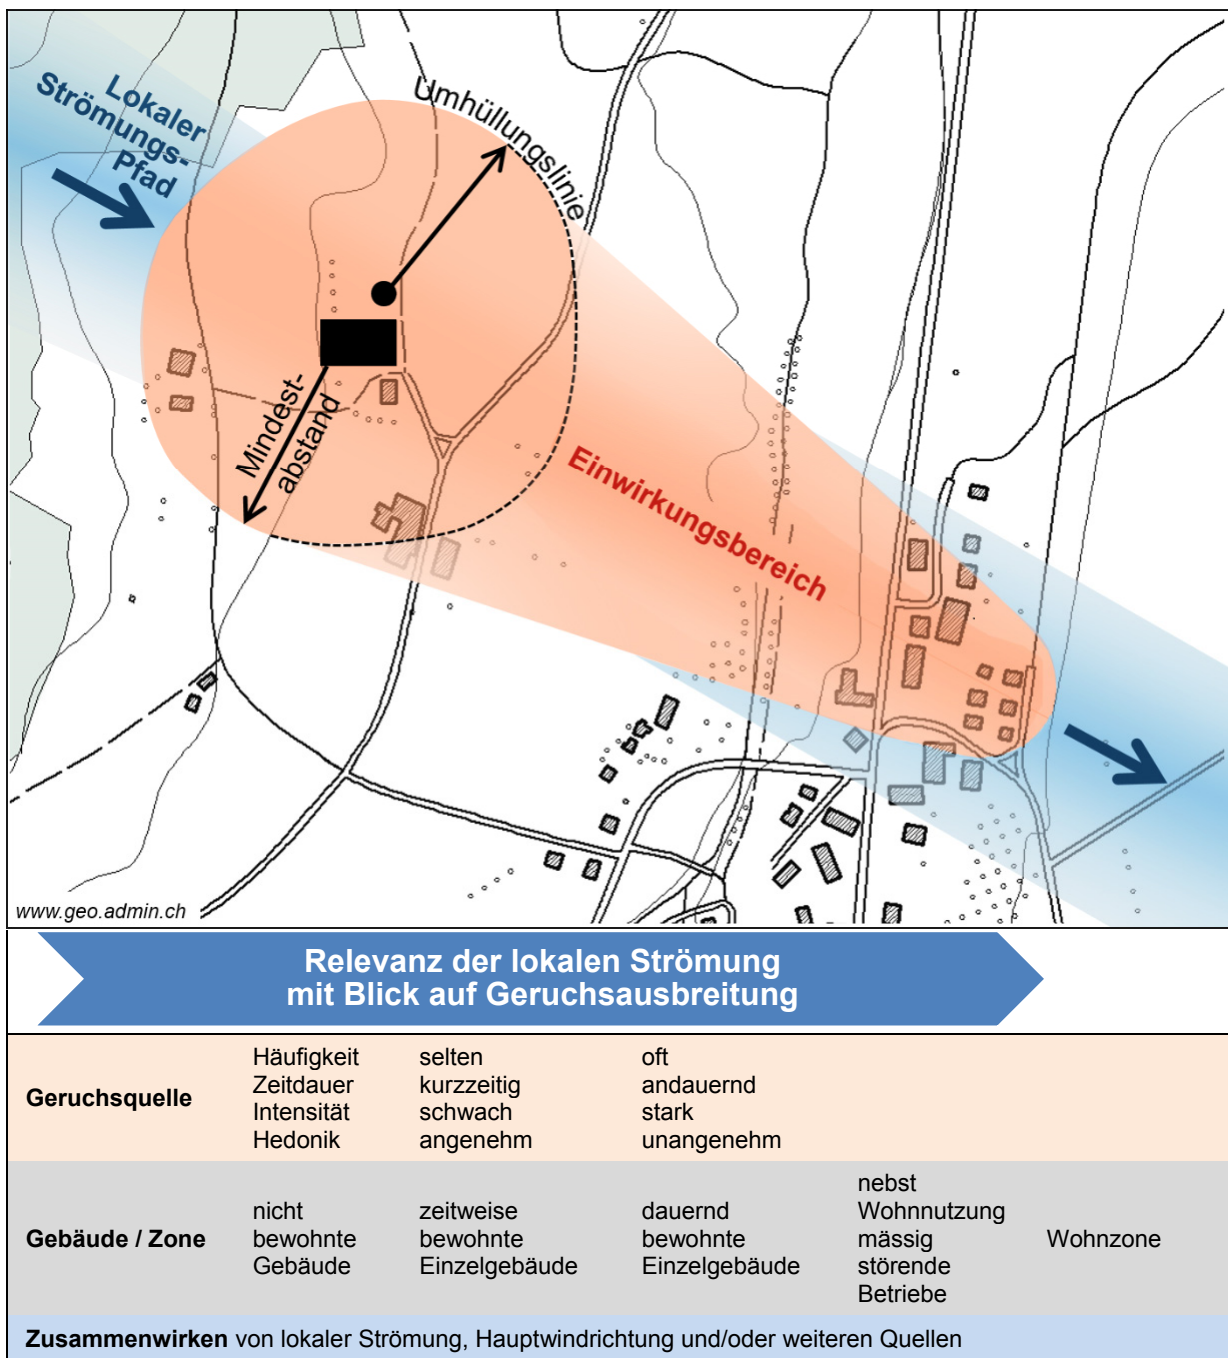 Lokaler
Strömungs-
Pfad
Umhüllungslinie
Mindest-
abstand
Einwirkungsbereich
www.geo.admin.ch
Relevanz der lokalen Strömung
mit Blick auf Geruchsausbreitung
Geruchsquelle
Häufigkeit selten oft
Zeitdauer kurzzeitig andauernd
Intensität schwach stark
Hedonik angenehm unangenehm
Gebäude / Zone
nicht
bewohnte
Gebäude
zeitweise
bewohnte
Einzelgebäude
dauernd
bewohnte
Einzelgebäude
nebst
Wohnnutzung
mässig
störende
Betriebe
Wohnzone
Zusammenwirken von lokaler Strömung, Hauptwindrichtung und/oder weiteren Quellen